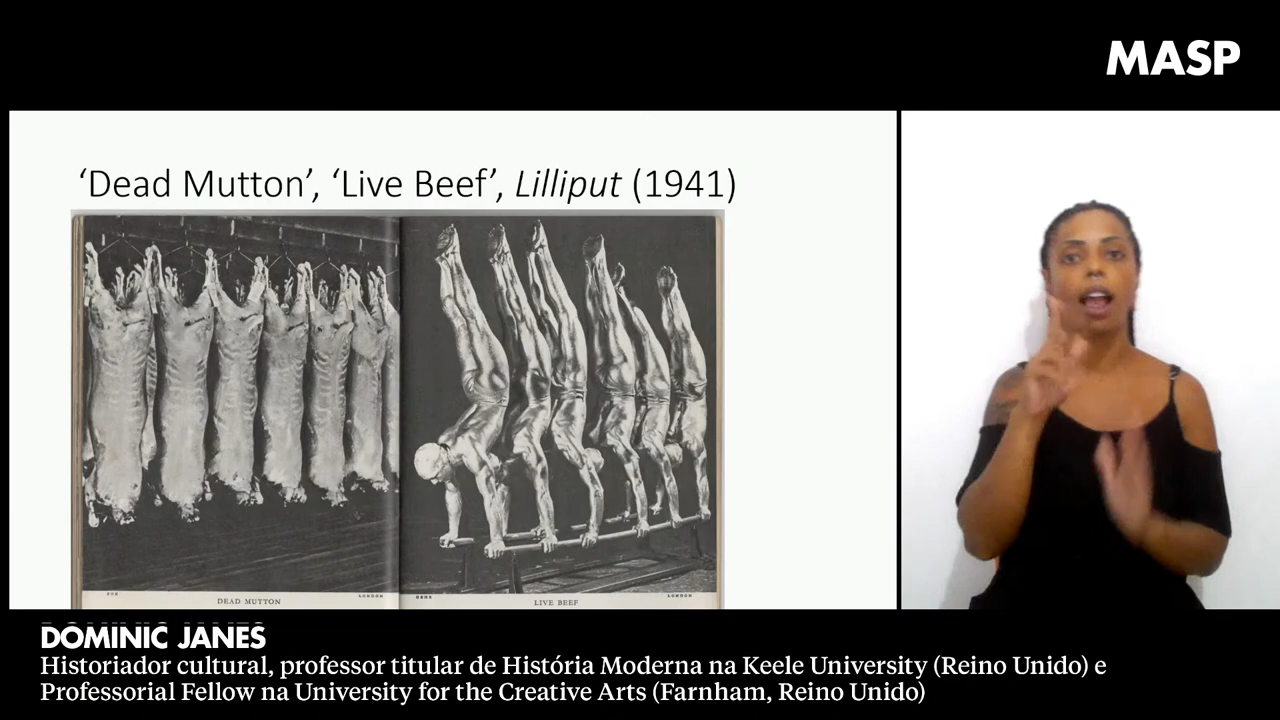 MASP
‘Dead Mutton’, ‘Live Beef’, Lilliput (1941)
DEAD MUTTON
LONDON
LIVE BEEF
LONDON
DOMINIC JANES
Historiador cultural, professor titular de História Moderna na Keele University (Reino Unido) e
Professorial Fellow na University for the Creative Arts (Farnham, Reino Unido)